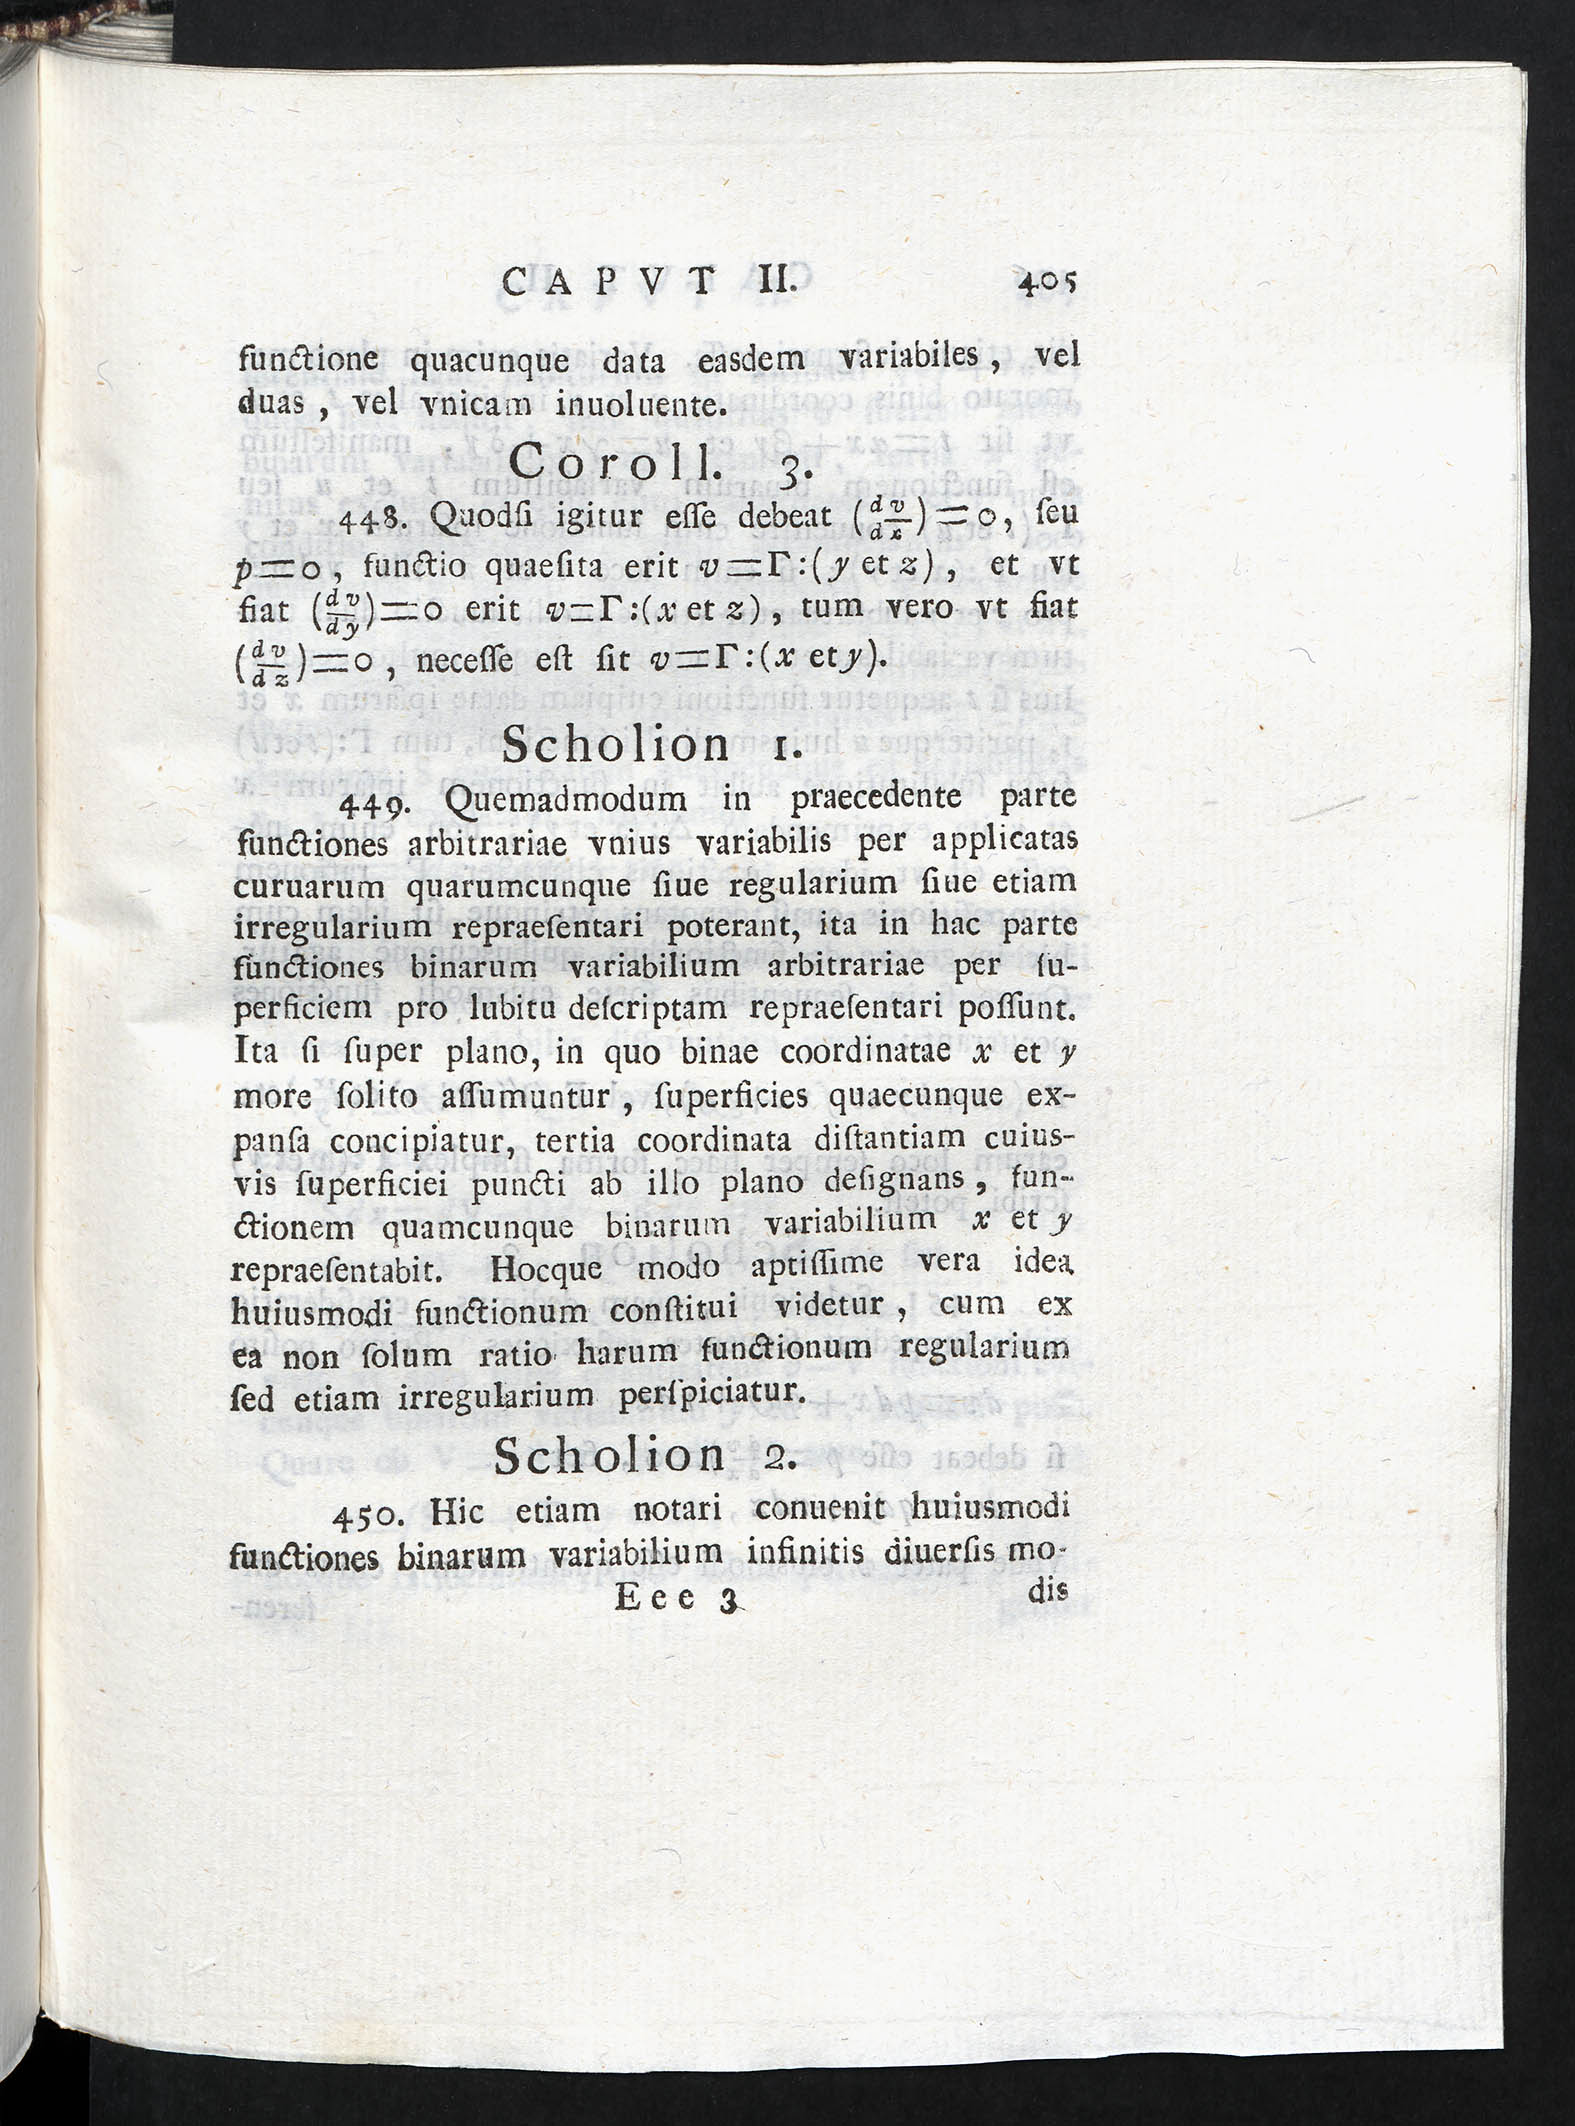 CAPVT II. 405
functione quacunque data easdem variabiles, vel
duas, vel vnicam inuoluente.
Coroll. 3.
448. Quodſi igitur eſſe debeat (dv/dx)=0, ſeu
p=0, functio quaeſita erit v=Γ:(y et z), et vt
fiat (dv/dy)=0 erit v=Γ:(x et z), tum vero vt fiat
(dv/dz)=0, neceſſe eſt ſit v=Γ:(x et y).
Scholion 1.
449. Quemadmodum in praecedente parte
functiones arbitrariae vnius variabilis per applicatas
curuarum quarumcunque ſiue regularium ſiue etiam
irregularium repraeſentari poterant, ita in hac parte
functiones binarum variabilium arbitrariae per ſu-
perficiem pro lubitu deſcriptam repraeſentari poſſunt.
Ita ſi ſuper plano, in quo binae coordinatae x et y
more ſolito aſſumuntur, ſuperficies quaecunque ex-
panſa concipiatur, tertia coordinata diſtantiam cuius-
vis ſuperficiei puncti ab illo plano deſignans, fun-
ctionem quamcunque binarum variabilium x et y
repraeſentabit. Hocque modo aptiſſime vera idea
huiusmodi functionum conſtitui videtur, cum ex
ea non ſolum ratio harum functionum regularium
ſed etiam irregularium perſpiciatur.
Scholion 2.
450. Hic etiam notari conuenit huiusmodi
functiones binarum variabilium infinitis diuerſis mo-
Eee 3 dis